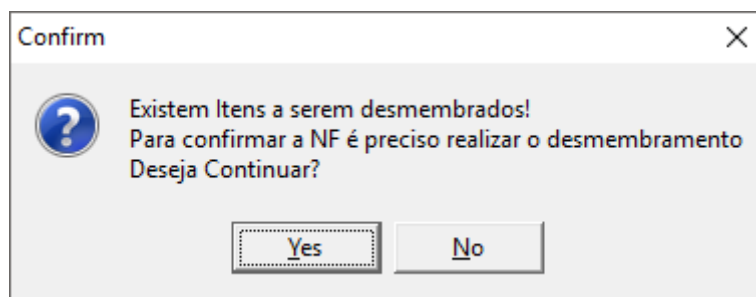 Confirm
Existem Itens a serem desmembrados!
Para confirmar a NF é preciso realizar o desmembramento
Deseja Continuar?
Yes No